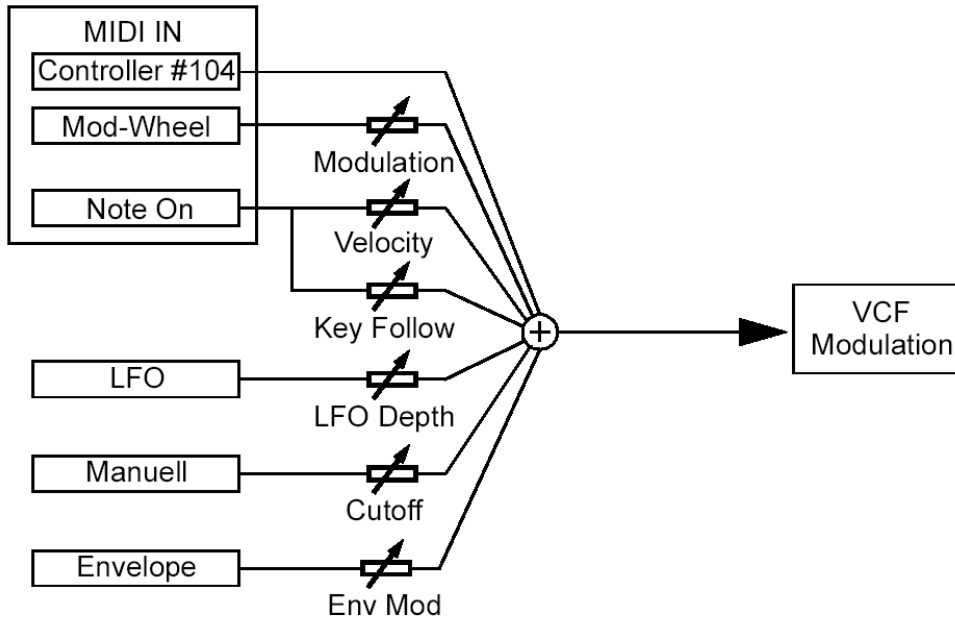 MIDI IN
Controller #104
Mod-Wheel
Modulation
Note On
Velocity
Key Follow
LFO
LFO Depth
Manuell
Cutoff
Envelope
Env Mod
+
VCF
Modulation